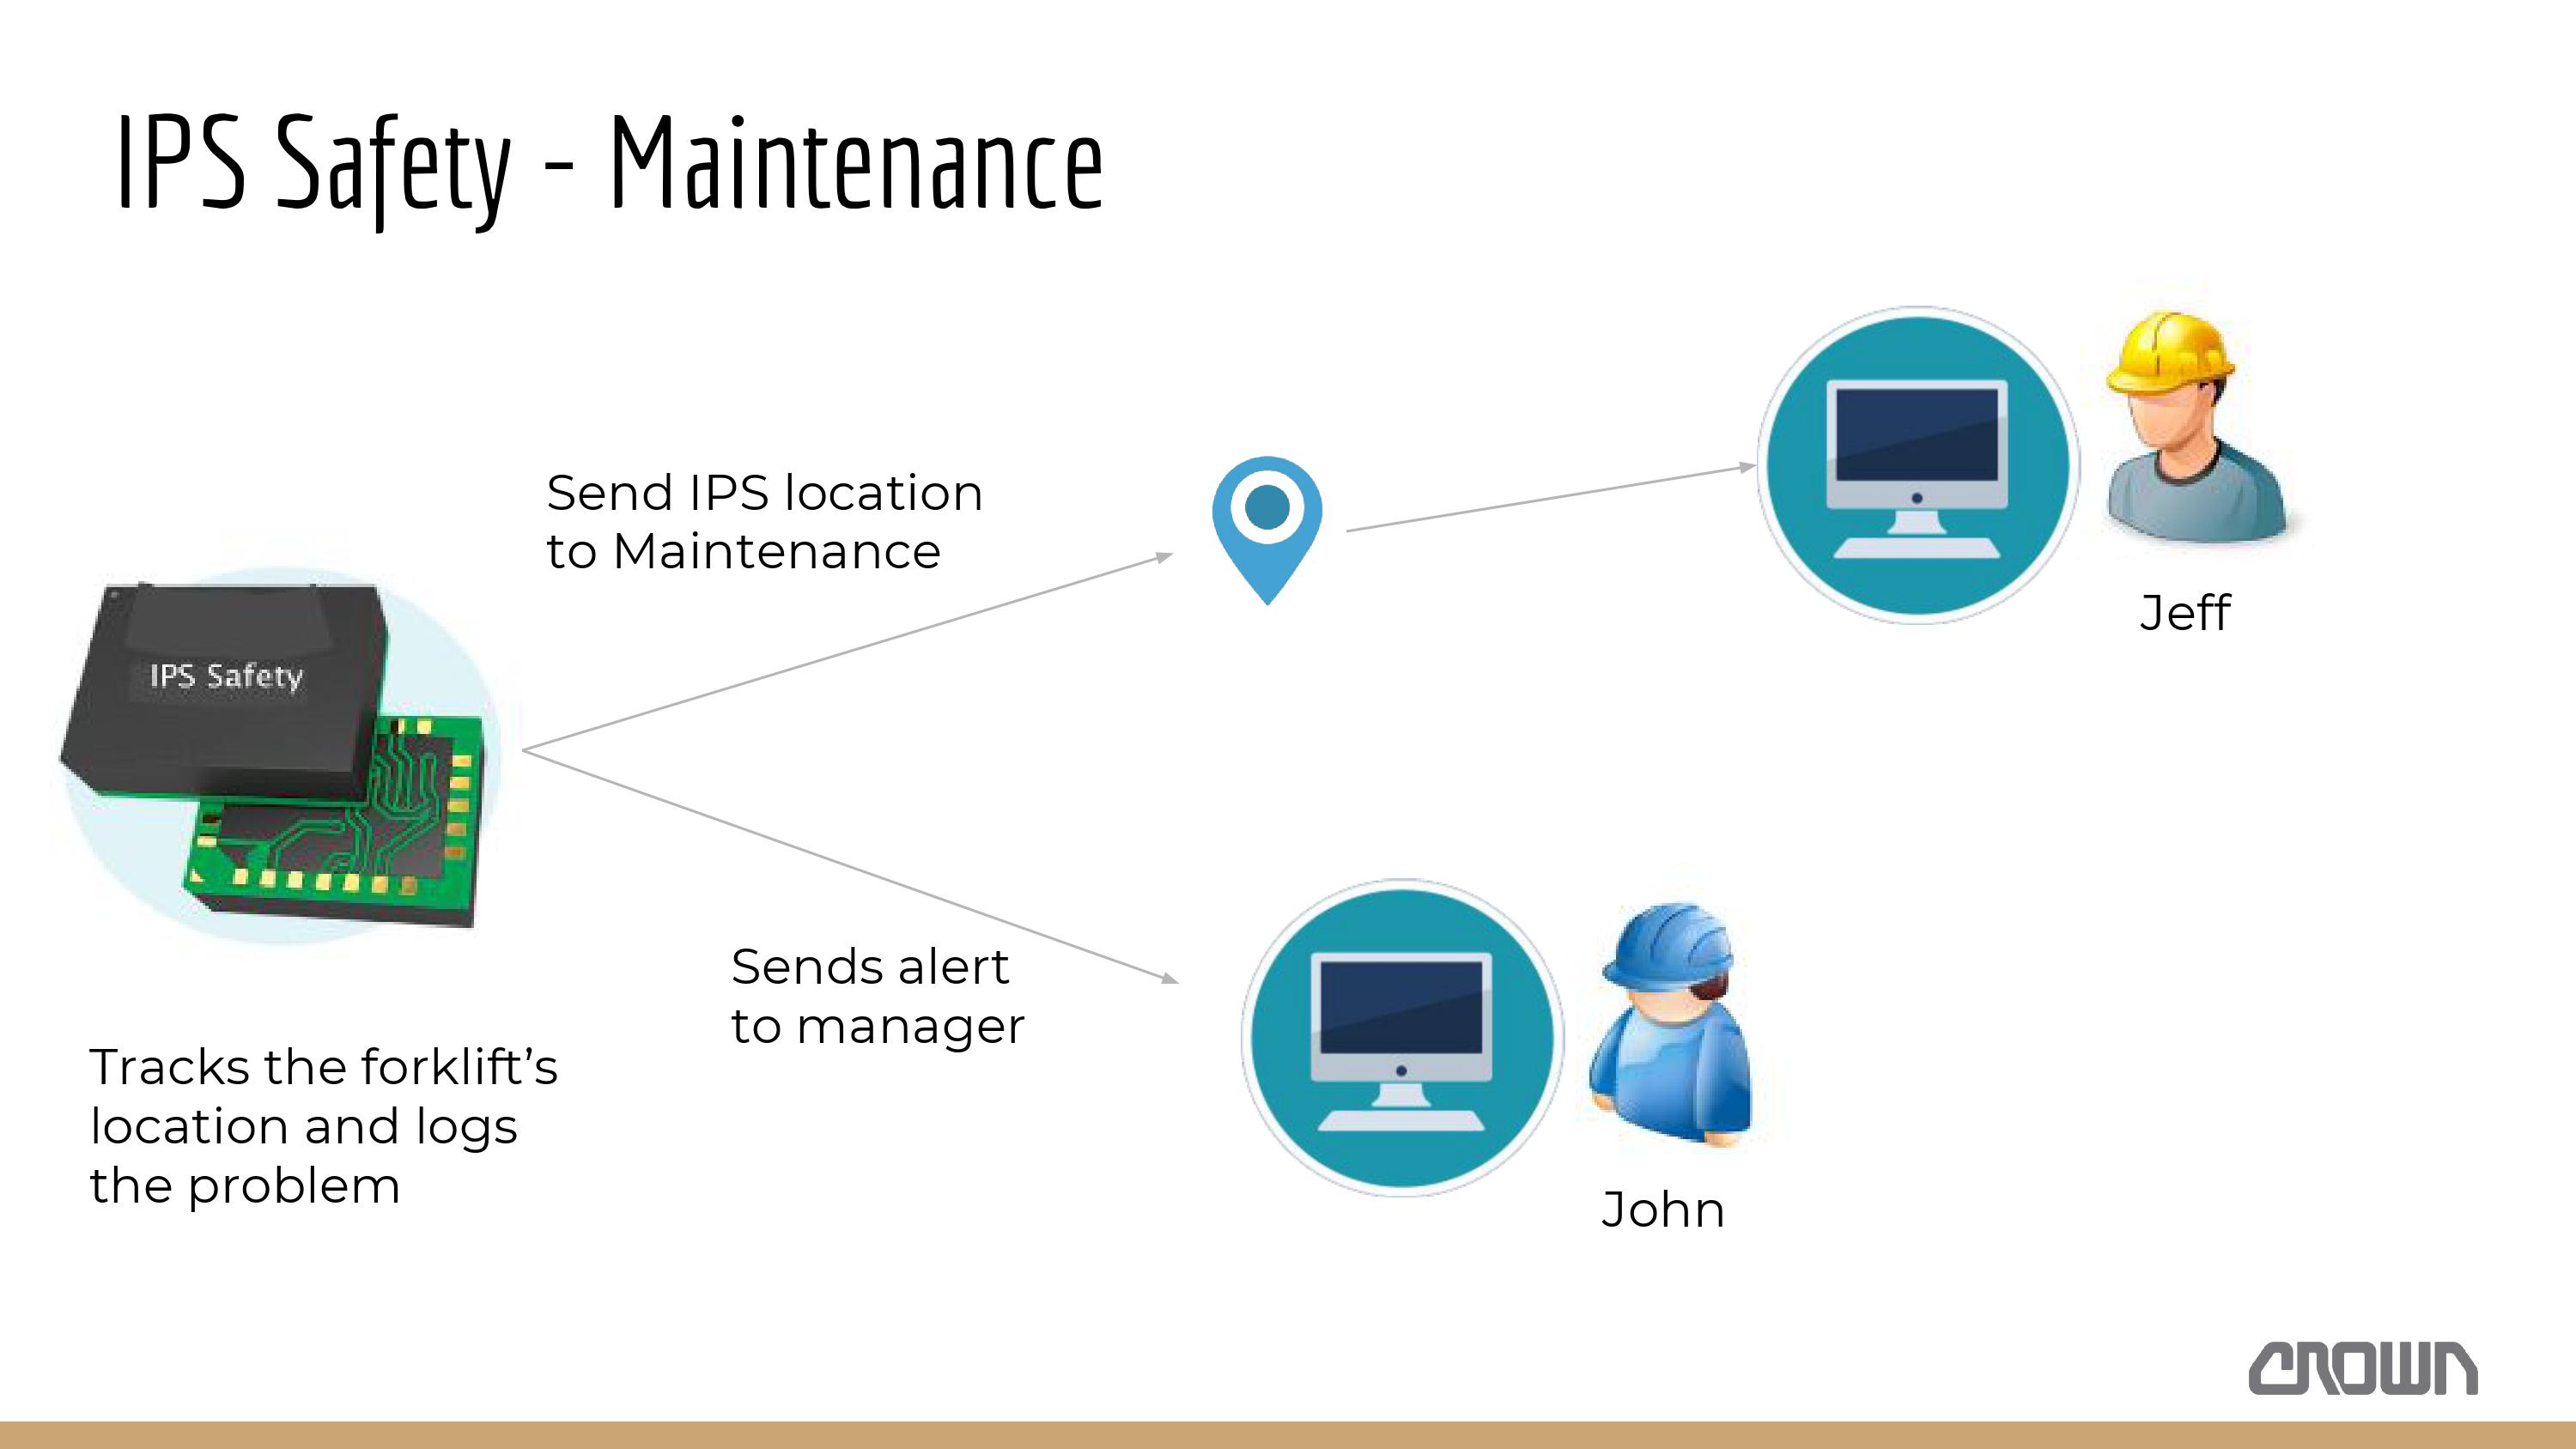 IPS Safety - Maintenance
Send IPS location
to Maintenance
Jeff
IPS Safety
Sends alert
to manager
Tracks the forklift’s
location and logs
the problem
John
CROWN